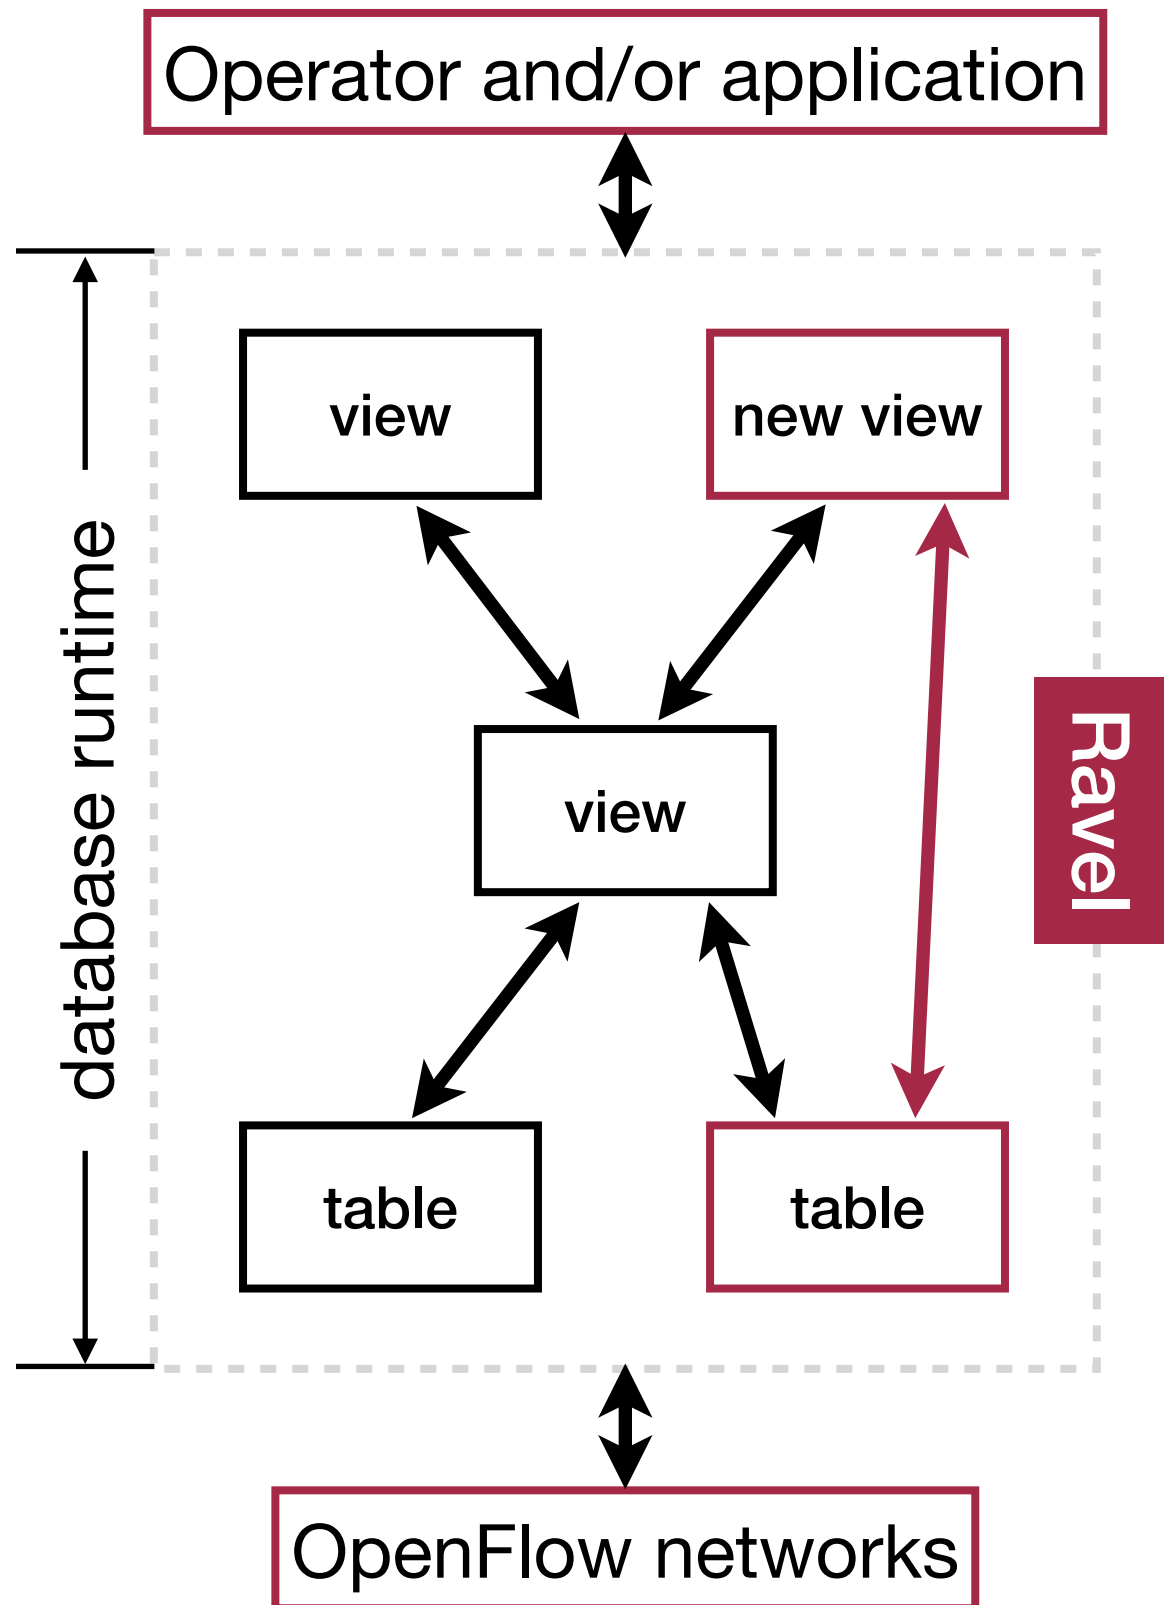 Operator and/or application
view
new view
database runtime
view
Ravel
table
table
OpenFlow networks